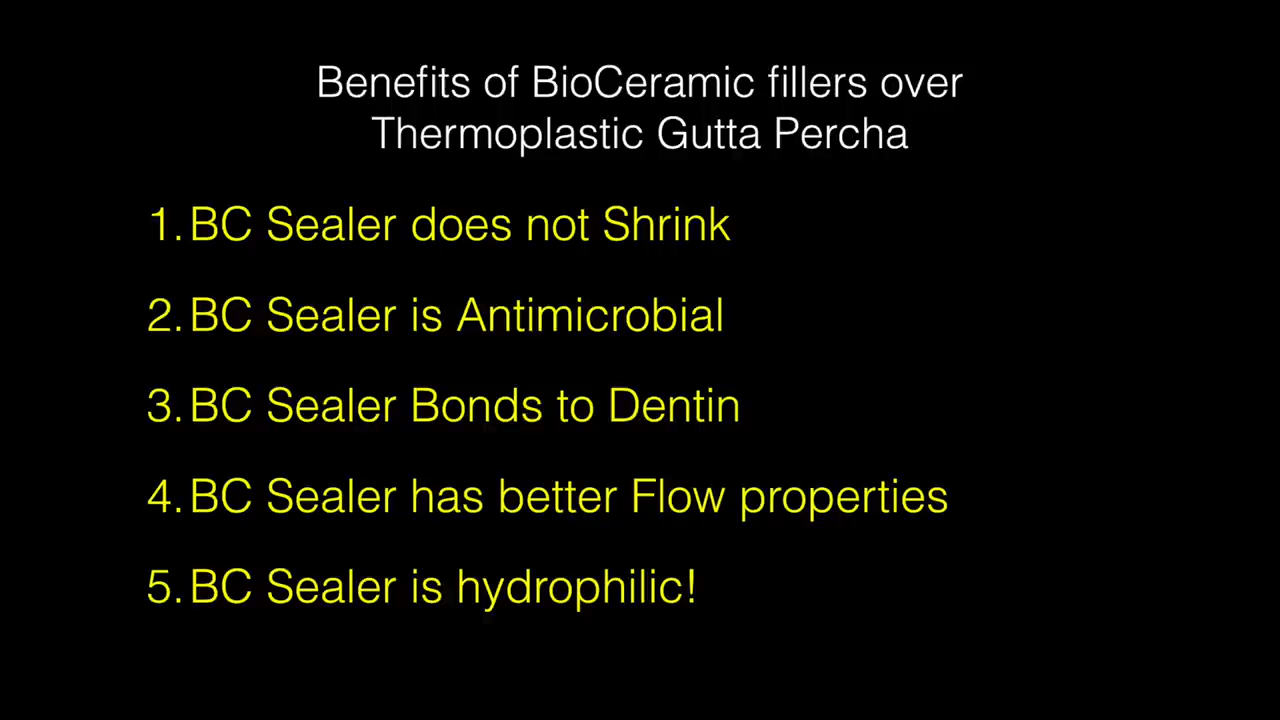 Benefits of BioCeramic fillers over
Thermoplastic Gutta Percha
1. BC Sealer does not Shrink
2. BC Sealer is Antimicrobial
3. BC Sealer Bonds to Dentin
4. BC Sealer has better Flow properties
5. BC Sealer is hydrophilic!